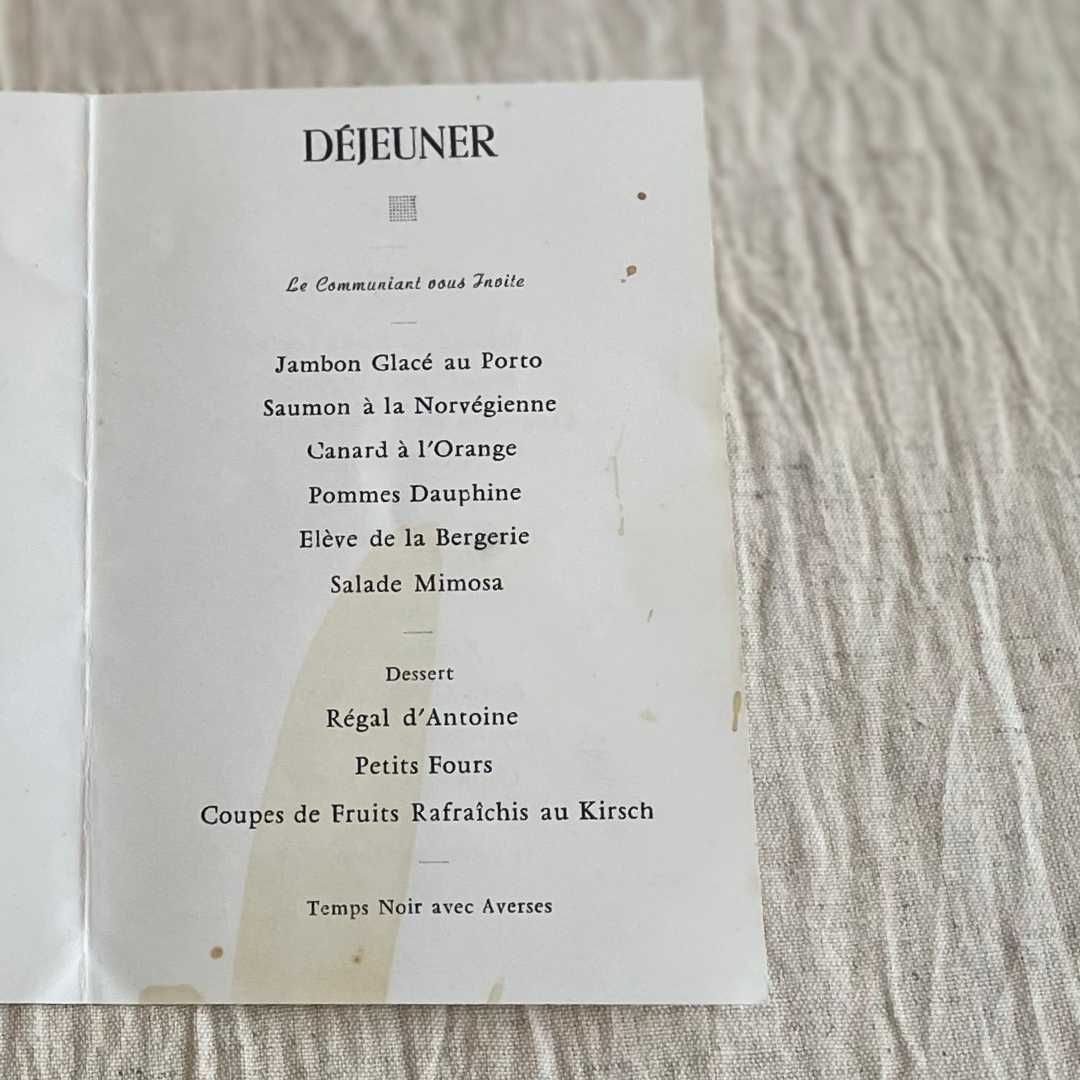 DÉJEUNER
Le Communiant vous Invite
Jambon Glacé au Porto
Saumon à la Norvégienne
Canard à l'Orange
Pommes Dauphine
Elève de la Bergerie
Salade Mimosa
Dessert
Régal d'Antoine
Petits Fours
Coupes de Fruits Rafraîchis au Kirsch
Temps Noir avec Averses